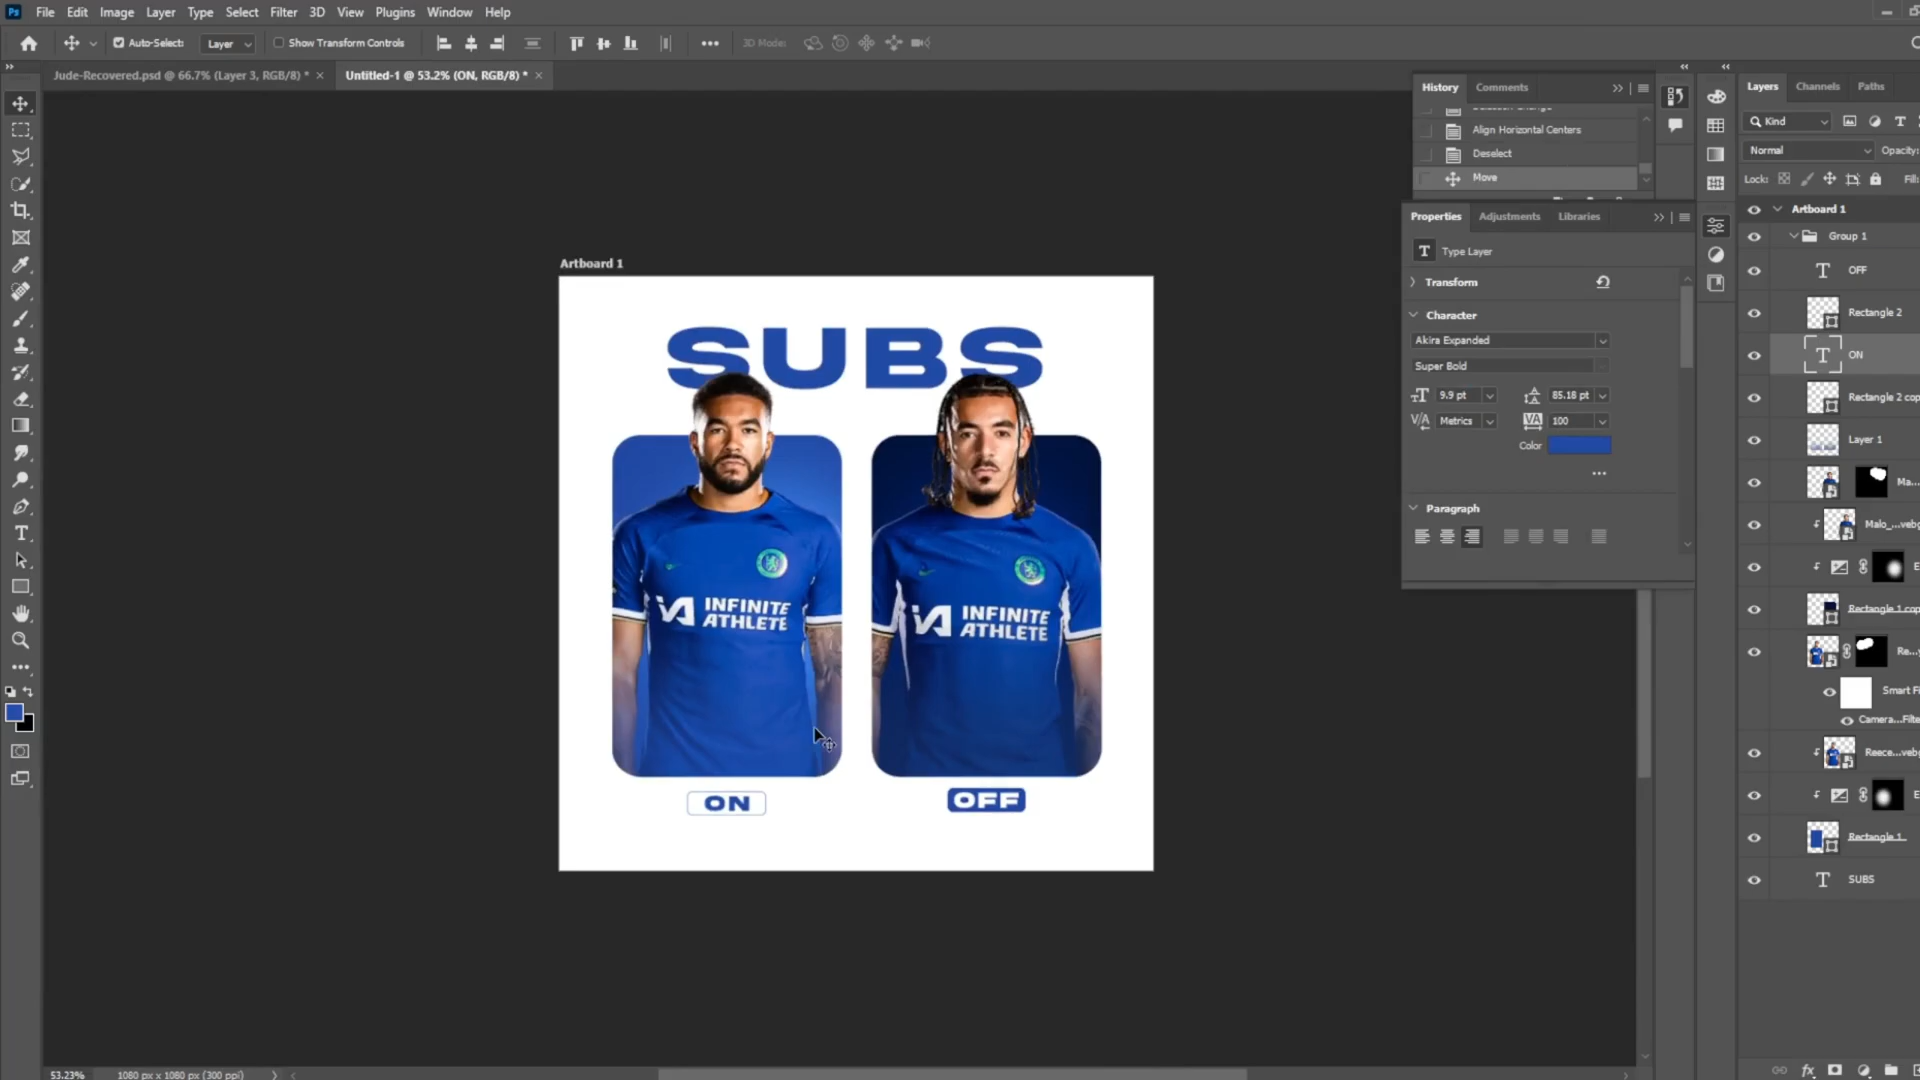 Ps File Edit Image Layer Type Select Filter 3D View Plugins Window Help
Auto-Select: Layer Show Transform Controls 3D Mode:
Jude-Recovered.psd @ 66.7% (Layer 3, RGB/8) * × Untitled-1 @ 53.2% (ON, RGB/8) * ×
History Comments
Align Horizontal Centers
Deselect
Move
Properties Adjustments Libraries
T Type Layer
Transform
Character
Akira Expanded
Super Bold
9.9 pt 85.18 pt
Metrics 100
Color
Paragraph
Layers Channels Paths
Kind
Normal Opacity:
Lock: Fill:
Artboard 1
Group 1
OFF
Rectangle 2
ON
Rectangle 2 cop
Layer 1
Ma...
Malo_...vebg
E
Rectangle 1 cop
Re...y
Smart Fi
Camera...Filte
Reece...vebg
E
Rectangle 1
SUBS
Artboard 1
SUBS
INFINITE
ATHLETE
INFINITE
ATHLETE
ON
OFF
53.23% 1080 px x 1080 px (300 ppi)